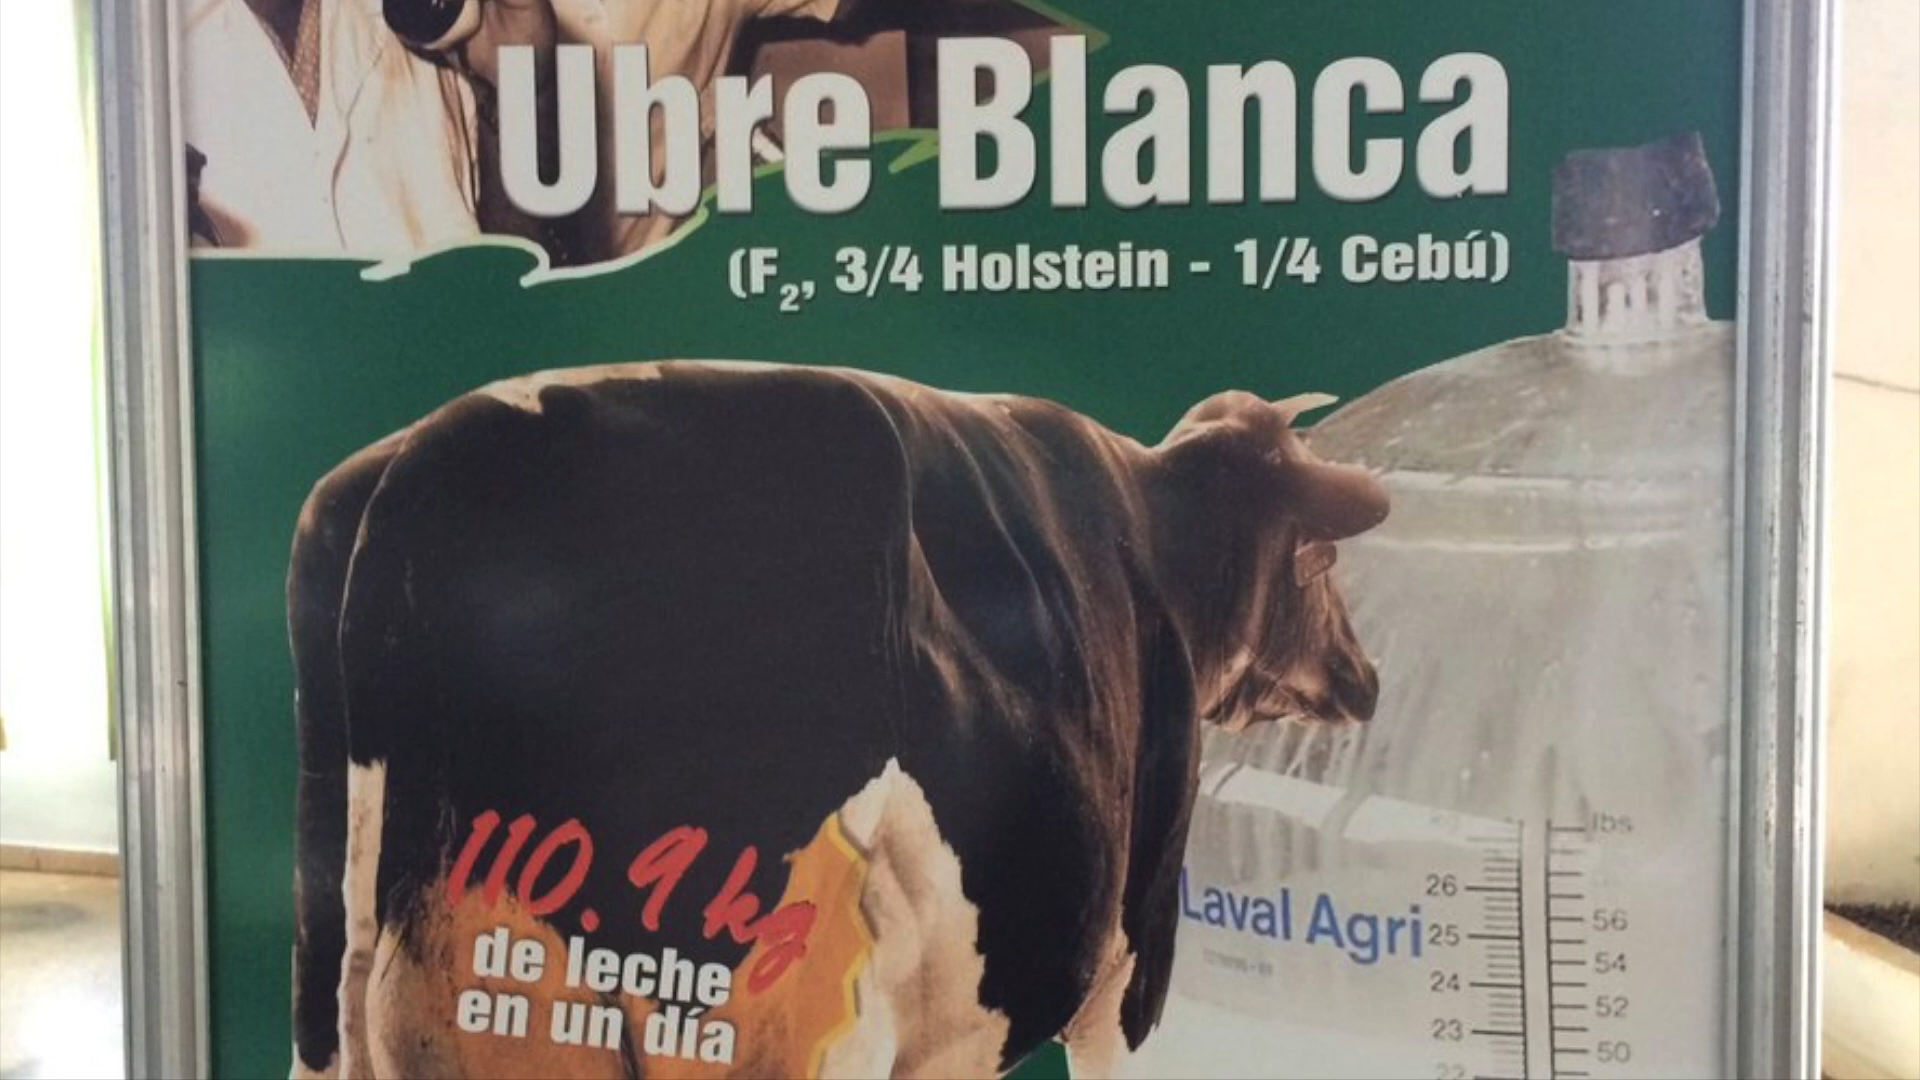 Ubre Blanca
(F2, 3/4 Holstein - 1/4 Cebú)
110.9 kg
de leche
en un día
Laval Agri
lbs
26
25
24
23
22
56
54
52
50